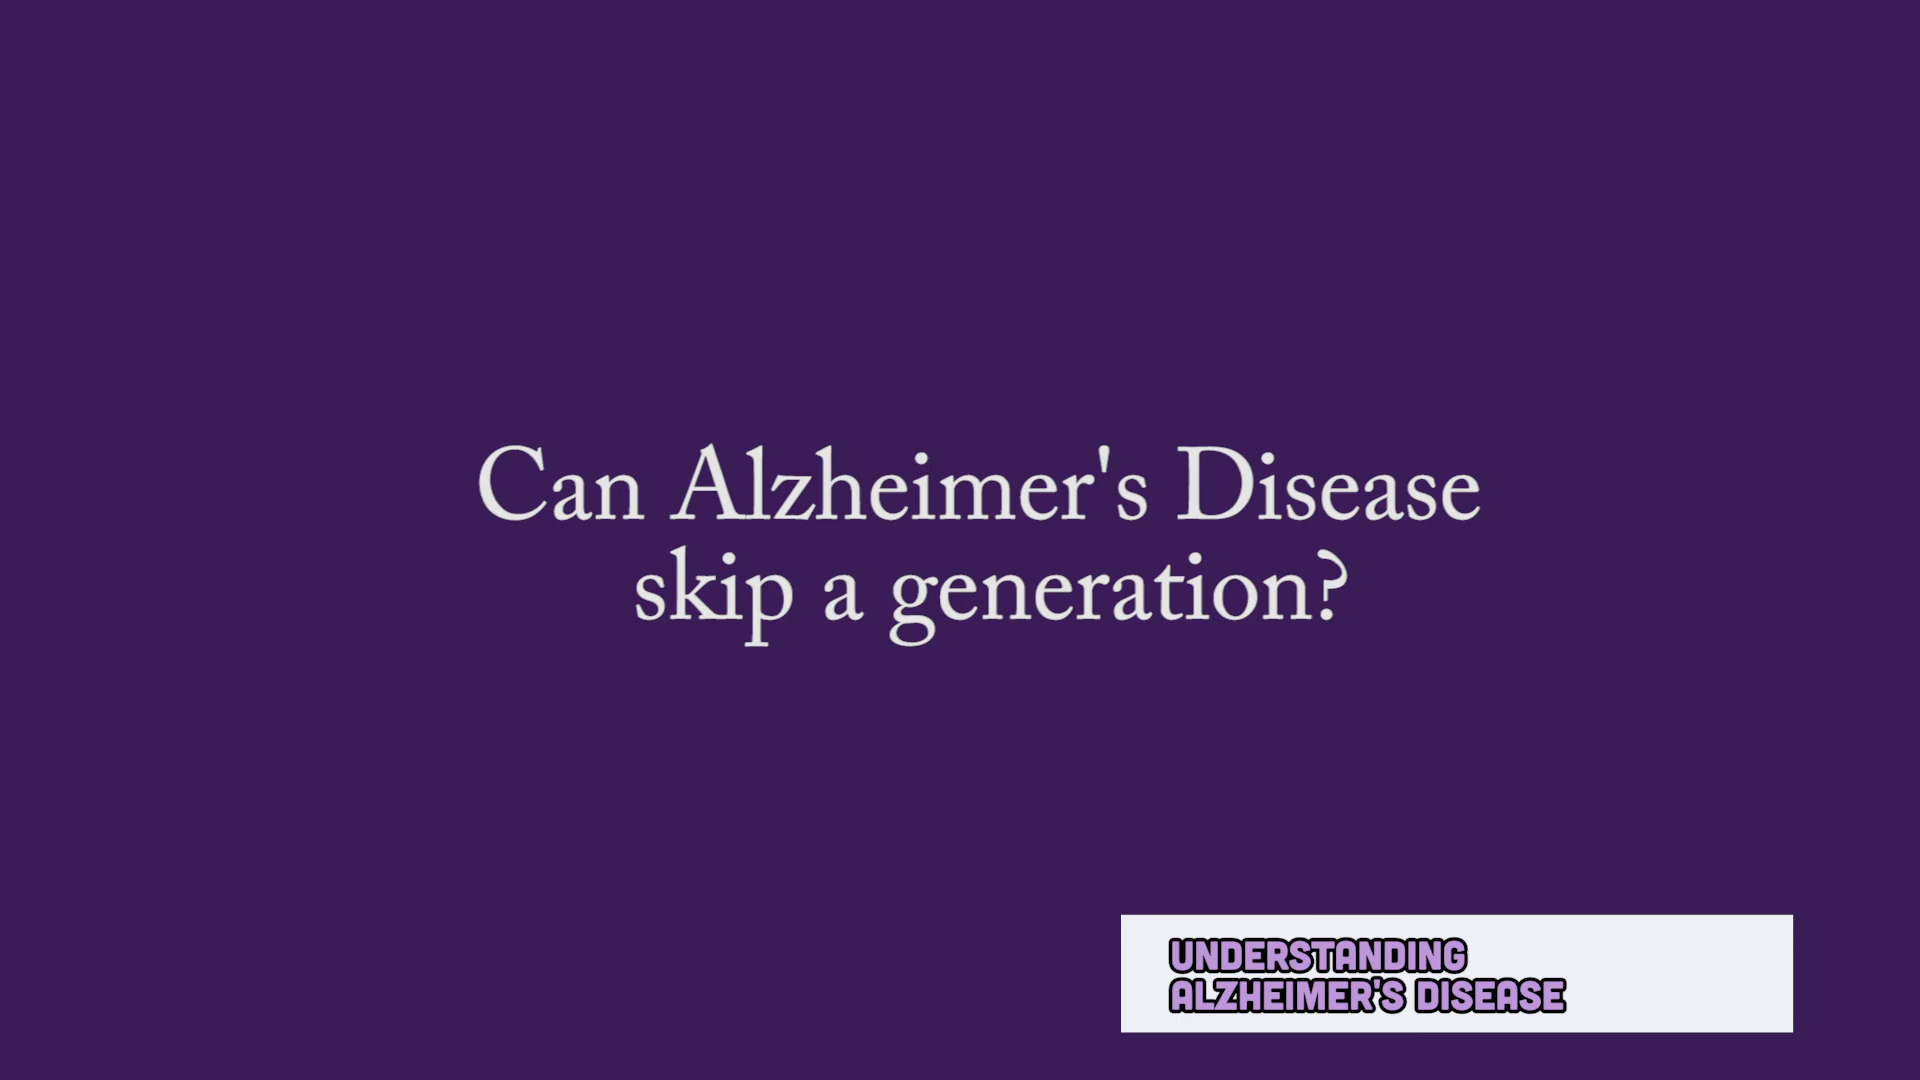 Can Alzheimer's Disease
skip a generation?
UNDERSTANDING
ALZHEIMER'S DISEASE